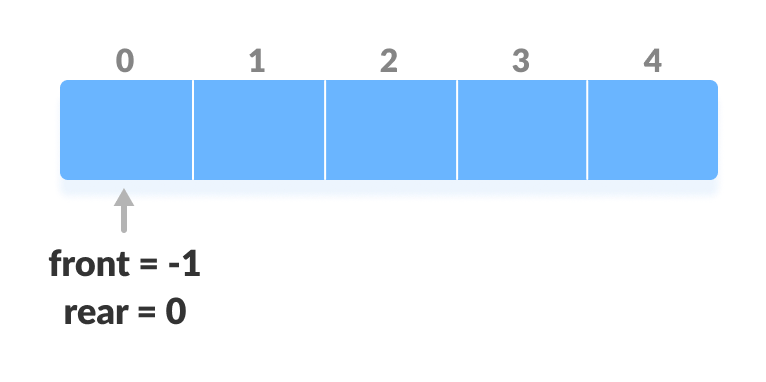 0 1 2 3 4
front = -1
rear = 0